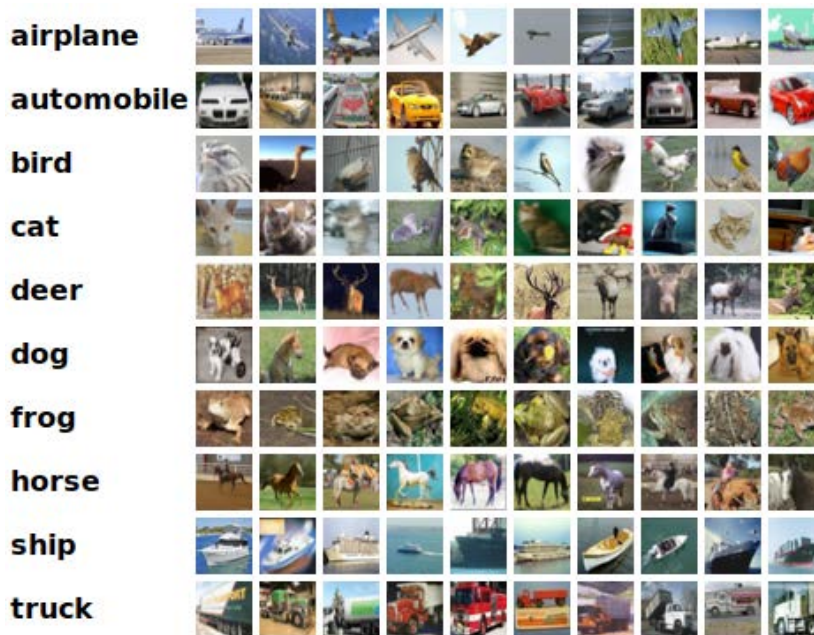 airplane
automobile
bird
cat
deer
dog
frog
horse
ship
truck